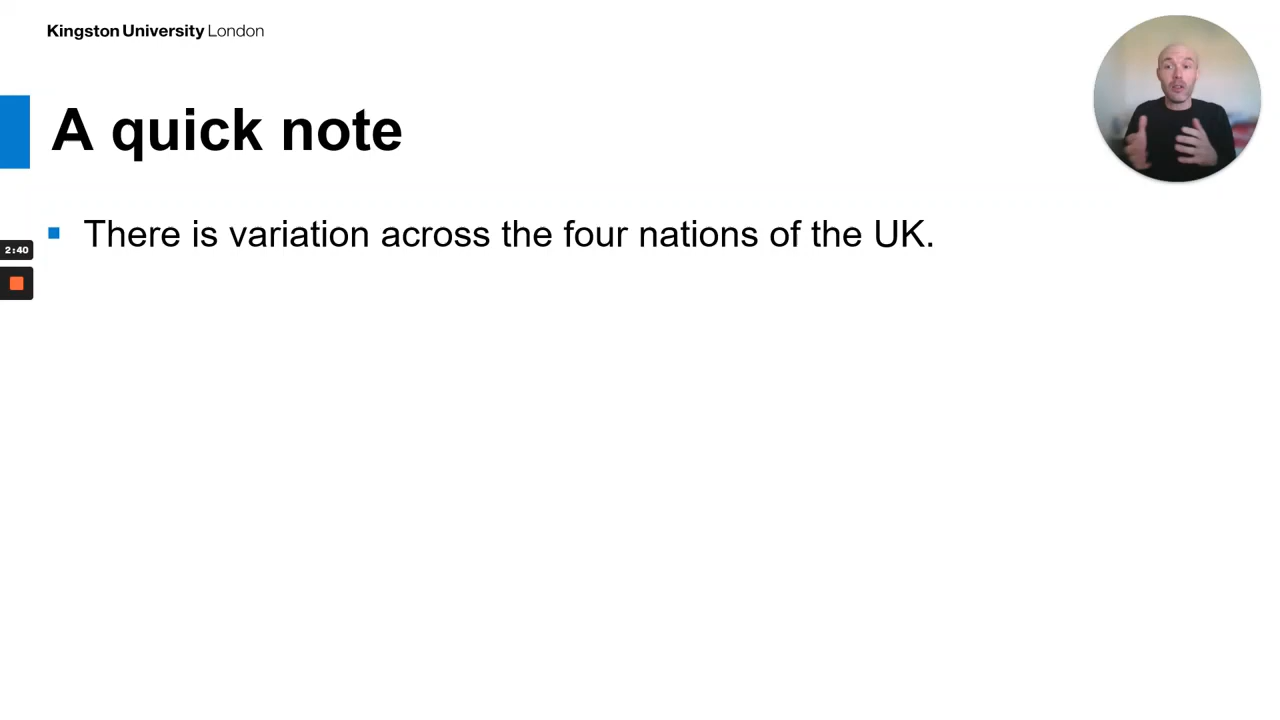 Kingston University London
A quick note
There is variation across the four nations of the UK.
2:40